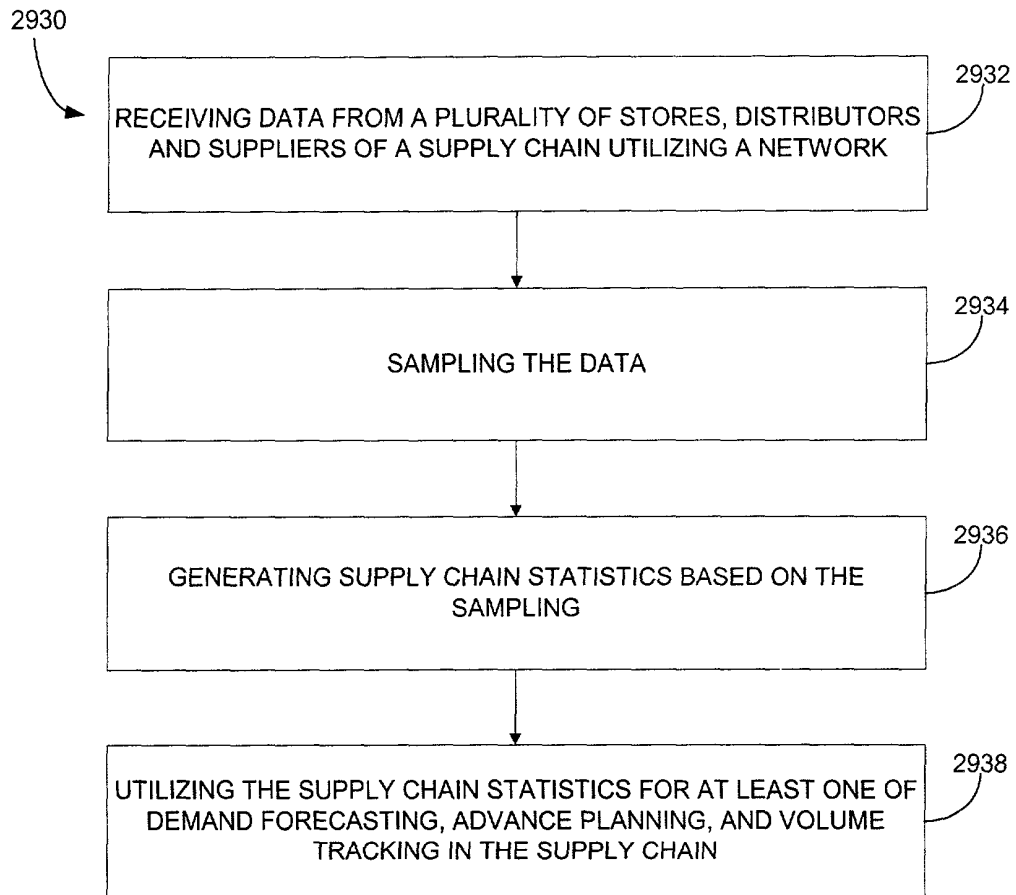 2930
2932
RECEIVING DATA FROM A PLURALITY OF STORES, DISTRIBUTORS
AND SUPPLIERS OF A SUPPLY CHAIN UTILIZING A NETWORK
2934
SAMPLING THE DATA
2936
GENERATING SUPPLY CHAIN STATISTICS BASED ON THE
SAMPLING
2938
UTILIZING THE SUPPLY CHAIN STATISTICS FOR AT LEAST ONE OF
DEMAND FORECASTING, ADVANCE PLANNING, AND VOLUME
TRACKING IN THE SUPPLY CHAIN